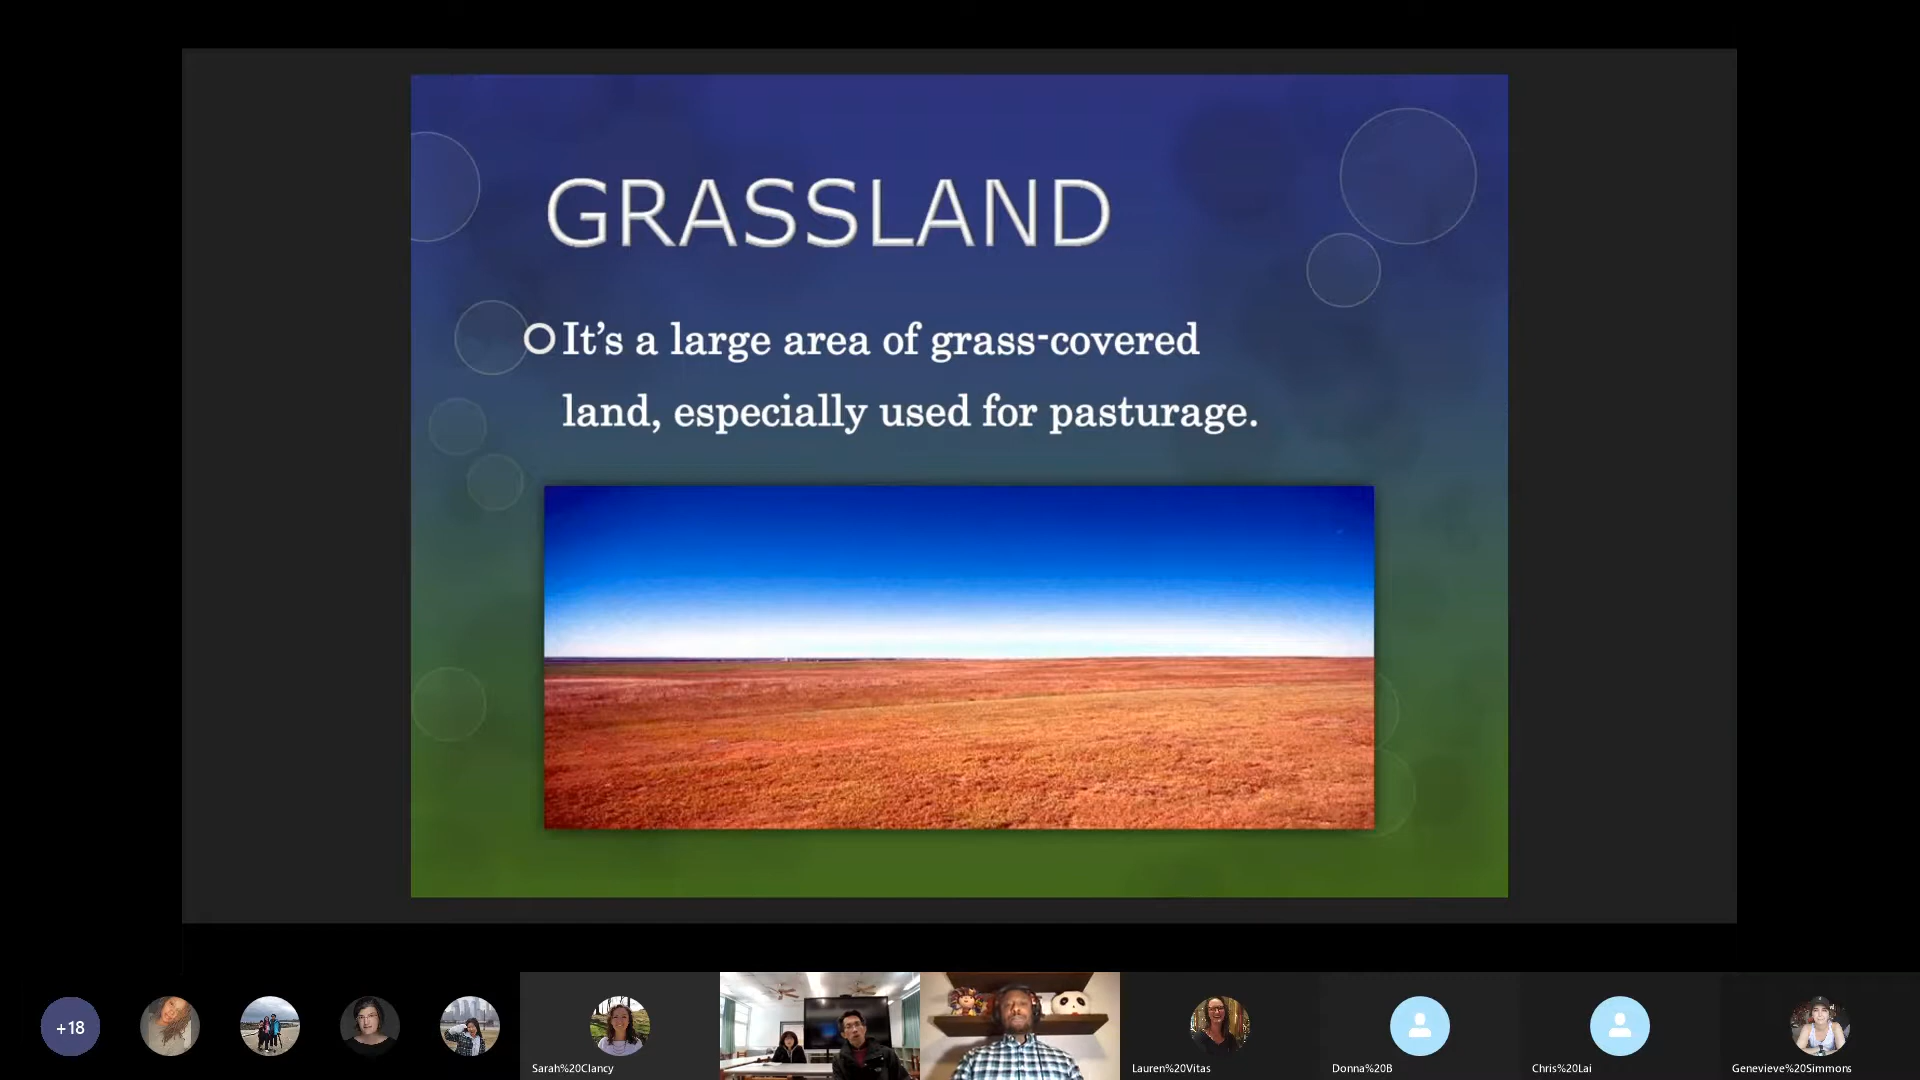 GRASSLAND
It's a large area of grass-covered
land, especially used for pasturage.
+18
Sarah%20Clancy
Lauren%20Vitas
Donna%20B
Chris%20Lai
Genevieve%20Simmons